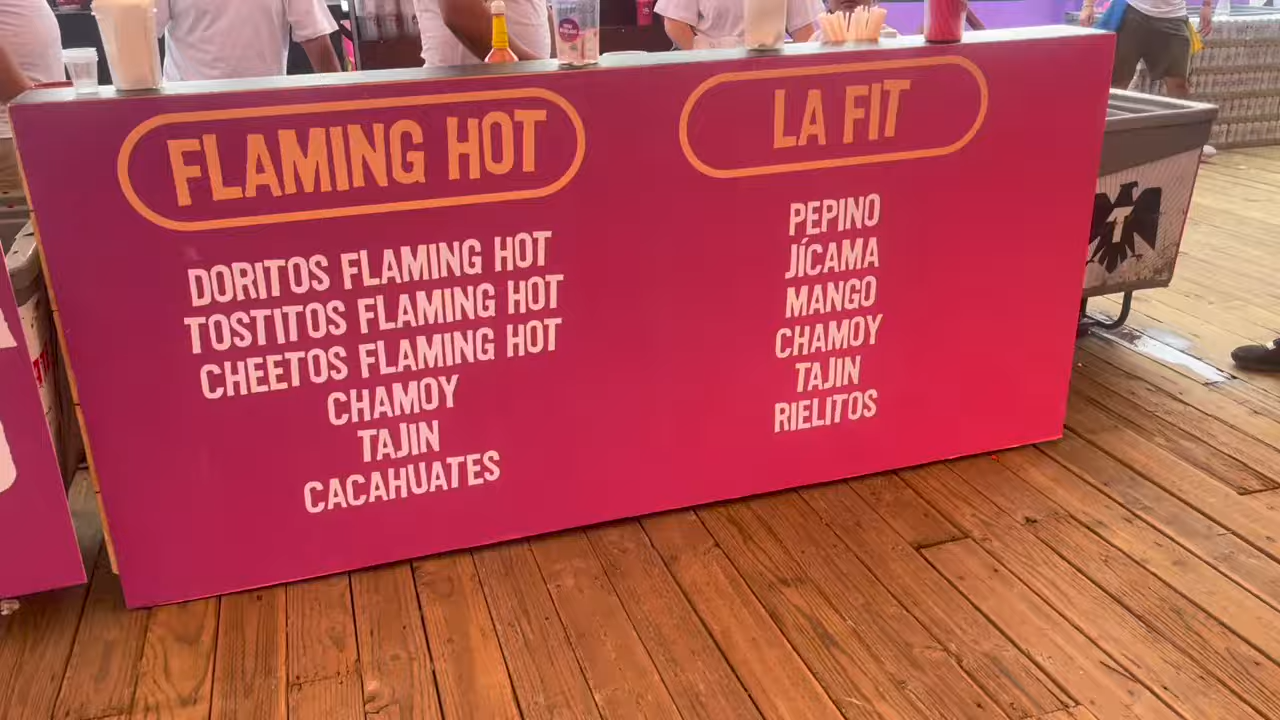 FLAMING HOT
DORITOS FLAMING HOT
TOSTITOS FLAMING HOT
CHEETOS FLAMING HOT
CHAMOY
TAJIN
CACAHUATES
LA FIT
PEPINO
JÍCAMA
MANGO
CHAMOY
TAJIN
RIELITOS
T